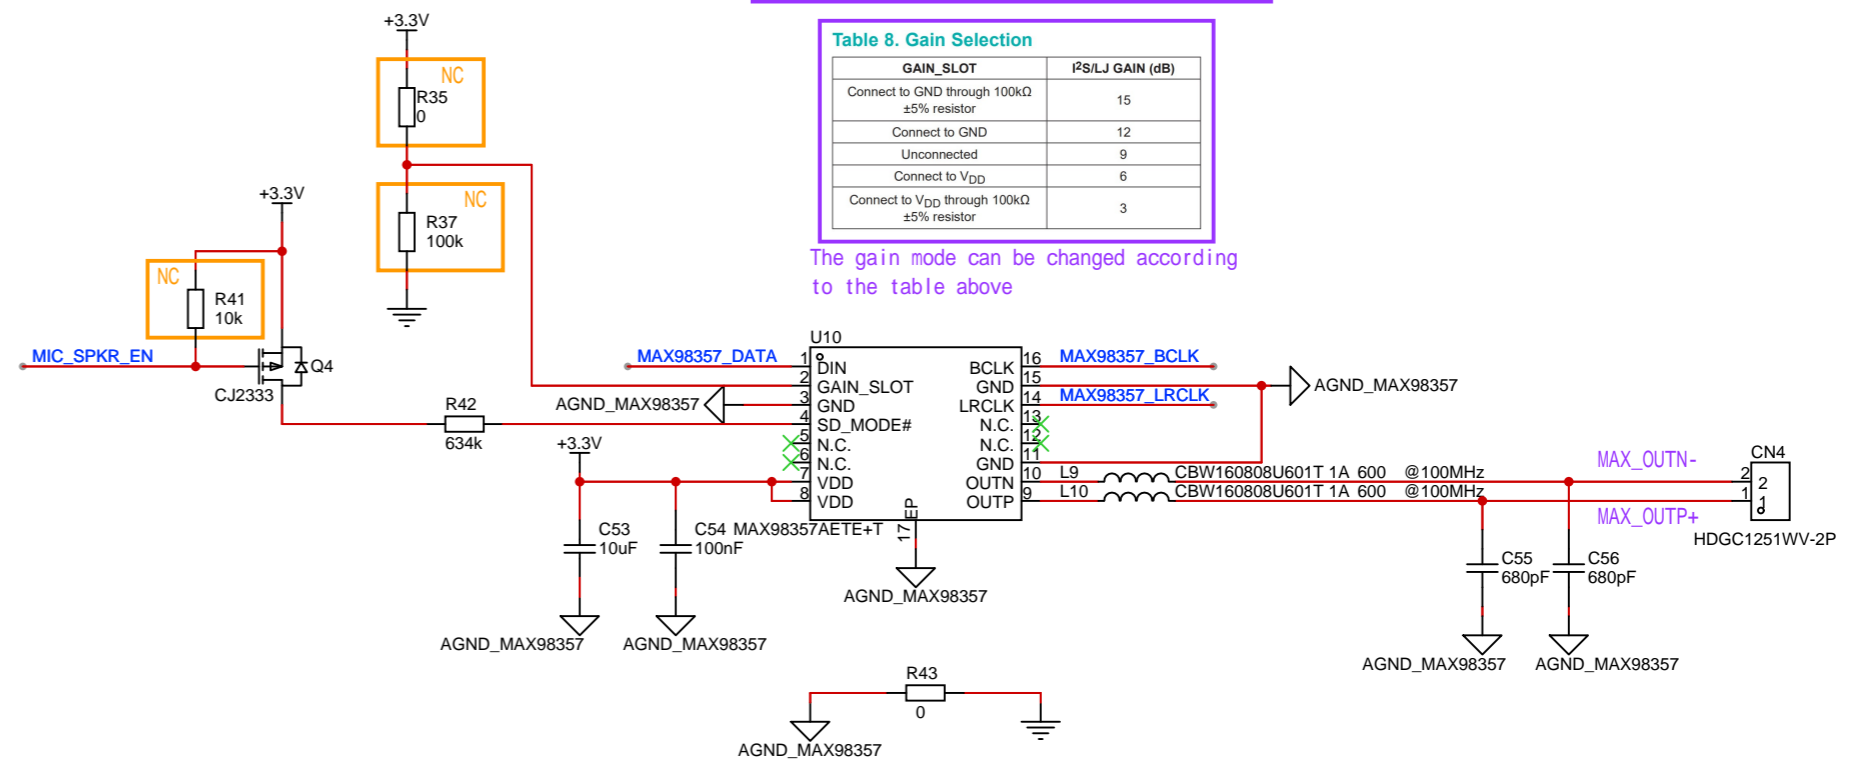 Table 8. Gain Selection
GAIN_SLOT I²S/LJ GAIN (dB)
Connect to GND through 100kΩ
±5% resistor
15
Connect to GND 12
Unconnected 9
Connect to VDD 6
Connect to VDD through 100kΩ
±5% resistor
3
The gain mode can be changed according
to the table above
+3.3V
NC
R35
0
NC
R37
100k
+3.3V
NC
R41
10k
MIC_SPKR_EN
Q4
CJ2333
R42
634k
U10
MAX98357_DATA
1 DIN
2 GAIN_SLOT
AGND_MAX98357
3 GND
4 SD_MODE#
5 N.C.
6 N.C.
7 VDD
8 VDD
16 BCLK
MAX98357_BCLK
15 GND
AGND_MAX98357
14 LRCLK
MAX98357_LRCLK
13 N.C.
12 N.C.
11 GND
10 OUTN
9 OUTP
17 EP
MAX98357AETE+T
AGND_MAX98357
+3.3V
C53
10uF
C54
100nF
AGND_MAX98357
AGND_MAX98357
L9 CBW160808U601T 1A 600 @100MHz
L10 CBW160808U601T 1A 600 @100MHz
MAX_OUTN-
MAX_OUTP+
CN4
2 2
1 1
HDGC1251WV-2P
C55
680pF
C56
680pF
AGND_MAX98357
AGND_MAX98357
R43
0
AGND_MAX98357